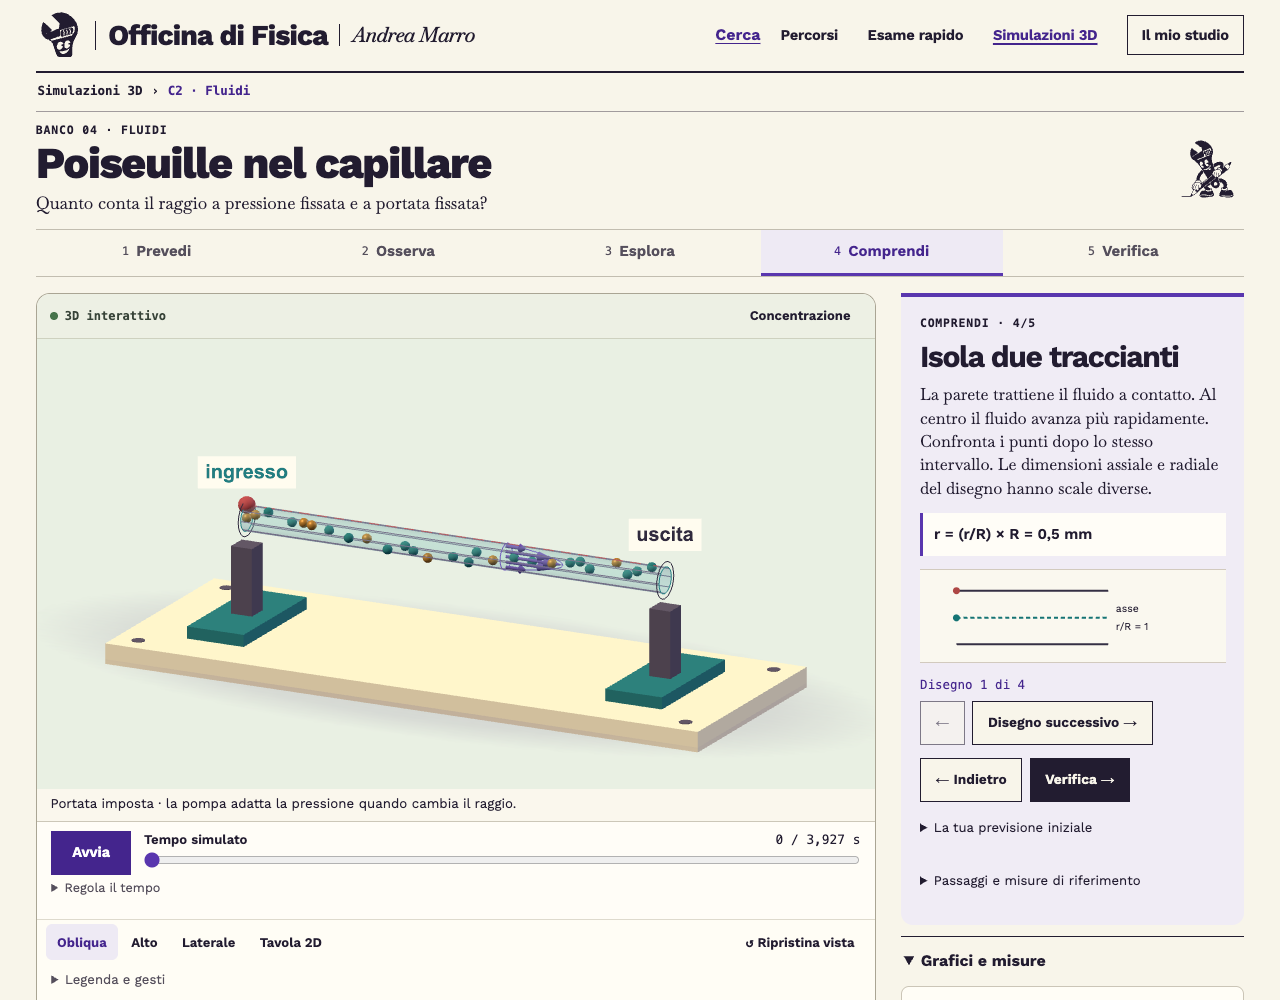 Officina di Fisica
Andrea Marro
Cerca
Percorsi
Esame rapido
Simulazioni 3D
Il mio studio
Simulazioni 3D › C2 · Fluidi
BANCO 04 · FLUIDI
Poiseuille nel capillare
Quanto conta il raggio a pressione fissata e a portata fissata?
1 Prevedi
2 Osserva
3 Esplora
4 Comprendi
5 Verifica
3D interattivo
Concentrazione
ingresso
uscita
Portata imposta · la pompa adatta la pressione quando cambia il raggio.
Avvia
Tempo simulato
0 / 3,927 s
▶ Regola il tempo
Obliqua
Alto
Laterale
Tavola 2D
↺ Ripristina vista
▶ Legenda e gesti
COMPRENDI · 4/5
Isola due traccianti
La parete trattiene il fluido a contatto. Al
centro il fluido avanza più rapidamente.
Confronta i punti dopo lo stesso
intervallo. Le dimensioni assiale e radiale
del disegno hanno scale diverse.
r = (r/R) × R = 0,5 mm
asse
r/R = 1
Disegno 1 di 4
←
Disegno successivo →
← Indietro
Verifica →
▶ La tua previsione iniziale
▶ Passaggi e misure di riferimento
▼ Grafici e misure